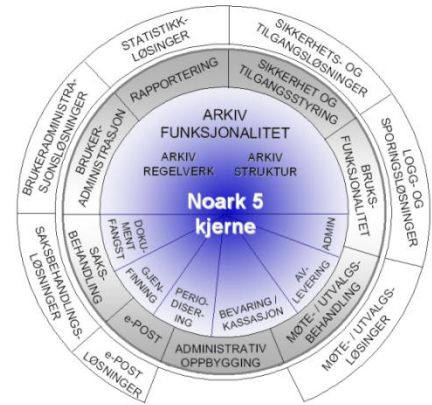 STATISTIKK-
LØSINGER
SIKKERHETS- OG
TILGANGSLØSNINGER
BRUKERADMINISTRA-
SJONSLØSNINGER
LOGG- OG
SPORINGSLØSNINGER
SAKSBEHANDLINGS-
LØSNINGER
e-POST
LØSNINGER
MØTE- / UTVALGS-
LØSINGER
RAPPORTERING
SIKKERHET OG
TILGANGSSTYRING
BRUKER-
ADMINISTRASJON
BRUKS-
FUNKSJONALITET
SAKS-
BEHANDLING
e-POST
ADMINISTRATIV
OPPBYGGING
MØTE- / UTVALGS-
BEHANDLING
ARKIV
FUNKSJONALITET
ARKIV
REGELVERK
ARKIV
STRUKTUR
Noark 5
kjerne
DOKU-
MENT
FANGST
GJEN-
FINNING
PERIO-
DISER-
ING
BEVARING /
KASSASJON
AV-
LEVERING
ADMIN